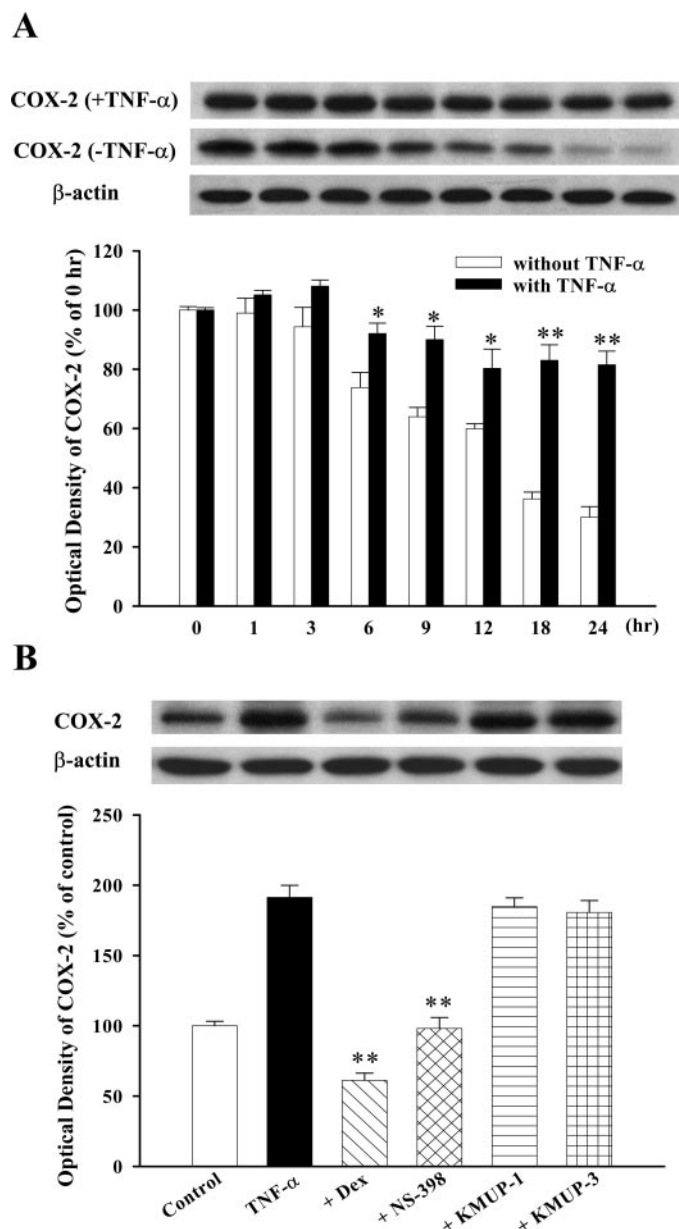 A
COX-2 (+TNF-α)
COX-2 (-TNF-α)
β-actin
Optical Density of COX-2 (% of 0 hr)
120
100
80
60
40
20
0
without TNF-α
with TNF-α
* * * ** **
0 1 3 6 9 12 18 24 (hr)
B
COX-2
β-actin
Optical Density of COX-2 (% of control)
250
200
150
100
50
0
**
**
Control TNF-α + Dex + NS-398 + KMUP-1 + KMUP-3